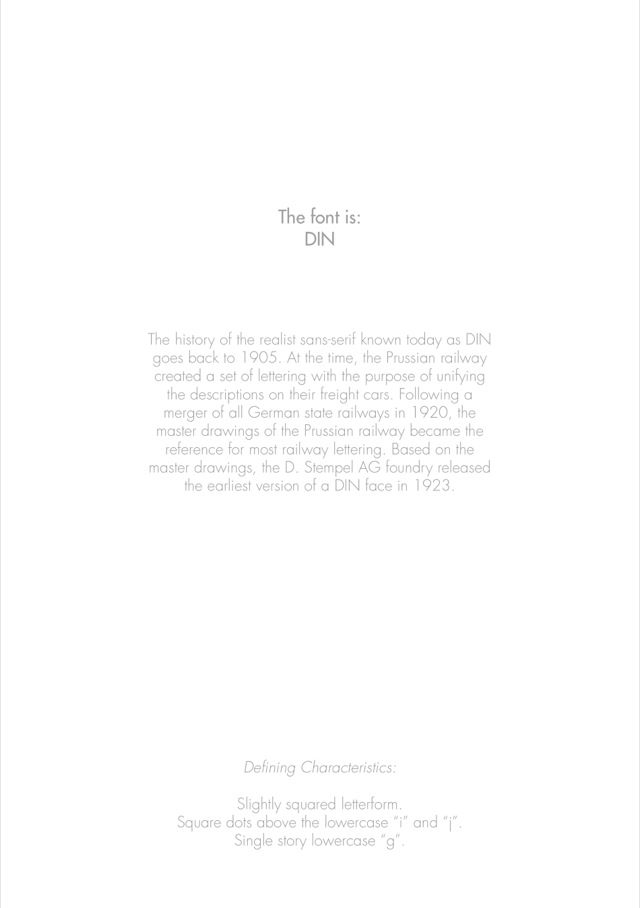 The font is:
DIN
The history of the realist sans-serif known today as DIN
goes back to 1905. At the time, the Prussian railway
created a set of lettering with the purpose of unifying
the descriptions on their freight cars. Following a
merger of all German state railways in 1920, the
master drawings of the Prussian railway became the
reference for most railway lettering. Based on the
master drawings, the D. Stempel AG foundry released
the earliest version of a DIN face in 1923.
Defining Characteristics:
Slightly squared letterform.
Square dots above the lowercase “i” and “j”.
Single story lowercase “g”.